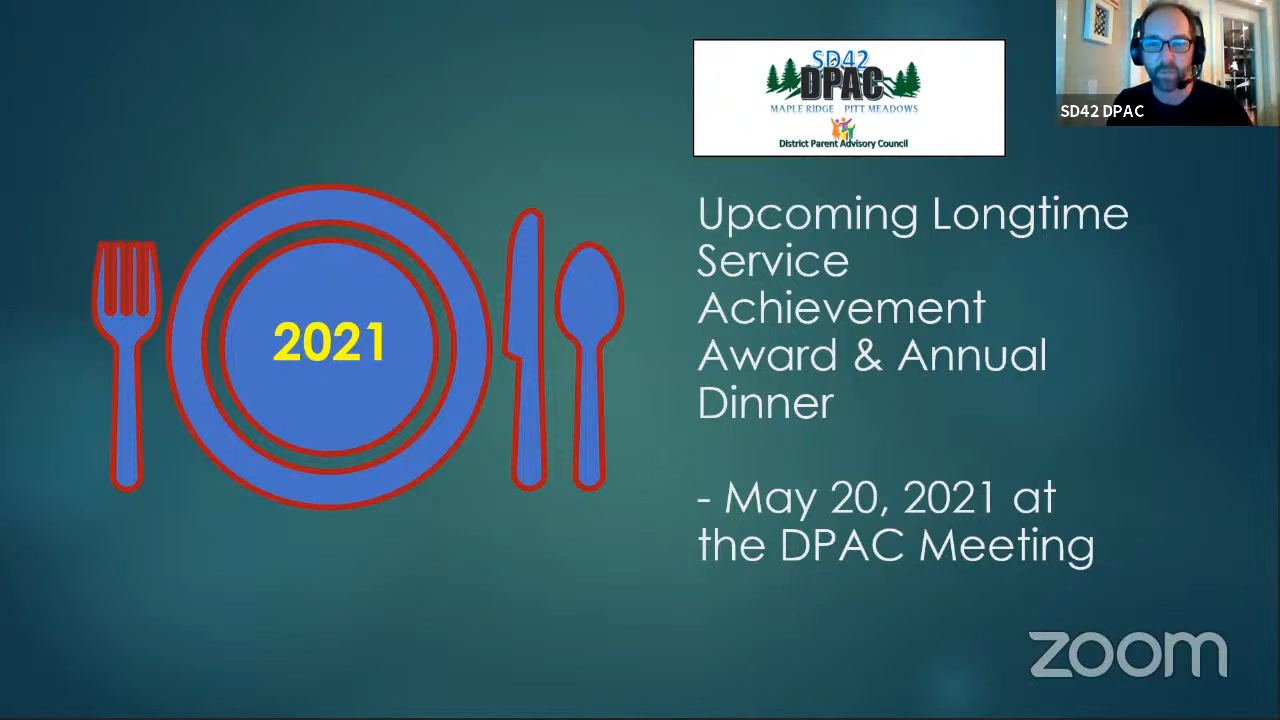 SD42
DPAC
MAPLE RIDGE PITT MEADOWS
District Parent Advisory Council
SD42 DPAC
Upcoming Longtime
Service
Achievement
Award & Annual
Dinner
- May 20, 2021 at
the DPAC Meeting
2021
zoom